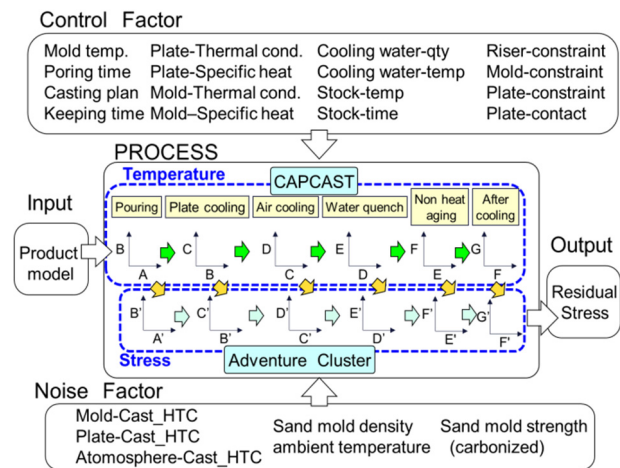 Control Factor
Mold temp. Plate-Thermal cond. Cooling water-qty Riser-constraint
Poring time Plate-Specific heat Cooling water-temp Mold-constraint
Casting plan Mold-Thermal cond. Stock-temp Plate-constraint
Keeping time Mold–Specific heat Stock-time Plate-contact
PROCESS
Temperature
CAPCAST
Input
Pouring Plate cooling Air cooling Water quench Non heat aging After cooling
Product model
B C D E F G
A B C D E F
Output
Residual Stress
B' C' D' E' F' G'
A' B' C' D' E' F'
Stress
Adventure Cluster
Noise Factor
Mold-Cast_HTC
Plate-Cast_HTC
Atomosphere-Cast_HTC
Sand mold density
ambient temperature
Sand mold strength
(carbonized)